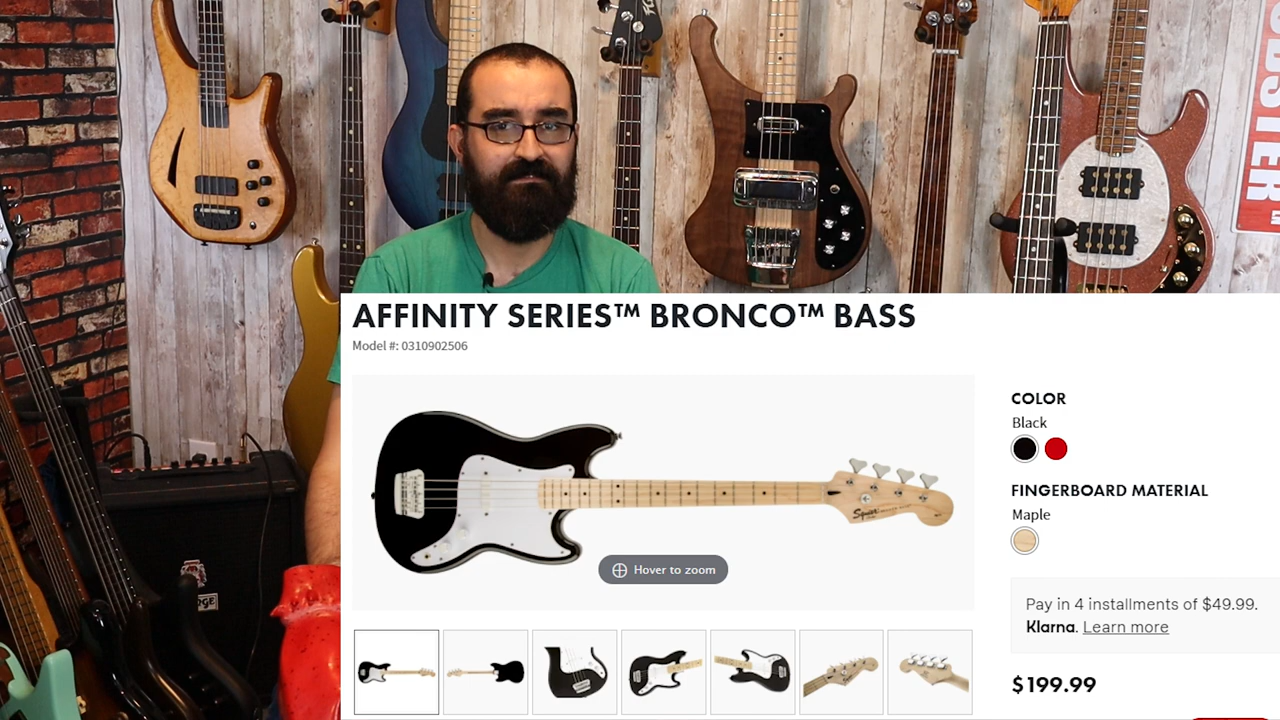 AFFINITY SERIES™ BRONCO™ BASS
Model #: 0310902506
COLOR
Black
FINGERBOARD MATERIAL
Maple
Squier
Hover to zoom
Pay in 4 installments of $49.99.
Klarna. Learn more
$199.99